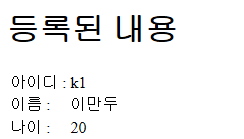 등록된 내용
아이디 : k1
이름 : 이만두
나이 : 20